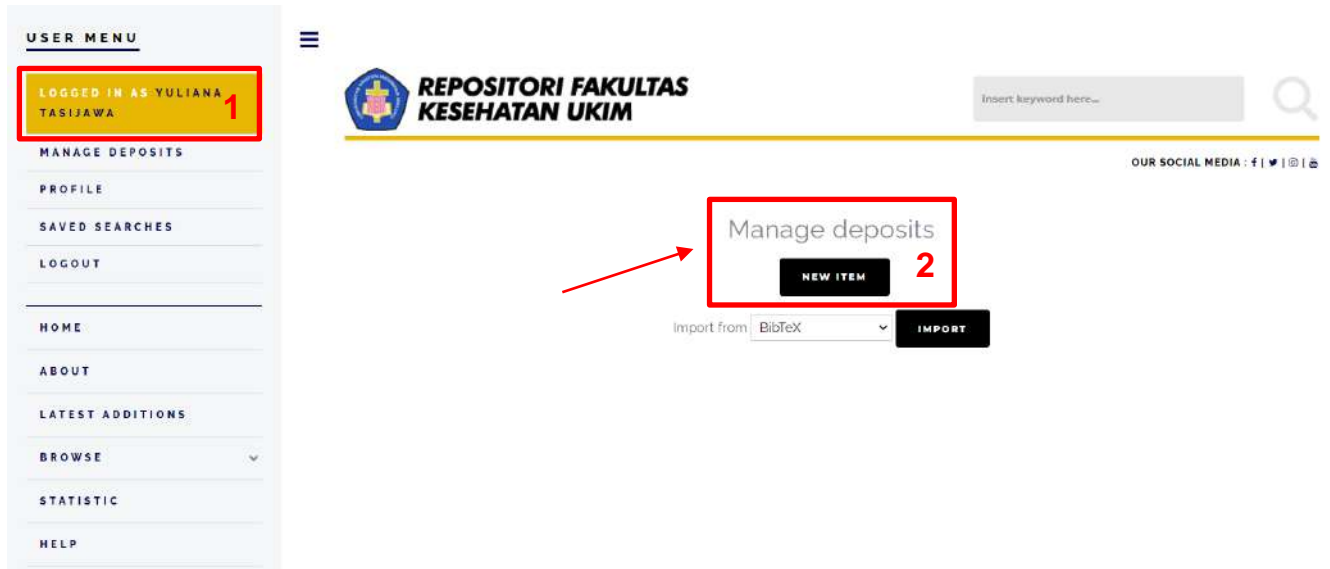 USER MENU
LOGGED IN AS YULIANA
TASIJAWA
1
MANAGE DEPOSITS
PROFILE
SAVED SEARCHES
LOGOUT
HOME
ABOUT
LATEST ADDITIONS
BROWSE
STATISTIC
HELP
REPOSITORI FAKULTAS
KESEHATAN UKIM
Insert keyword here...
OUR SOCIAL MEDIA : f | | |
Manage deposits
NEW ITEM
2
Import from BibTeX IMPORT